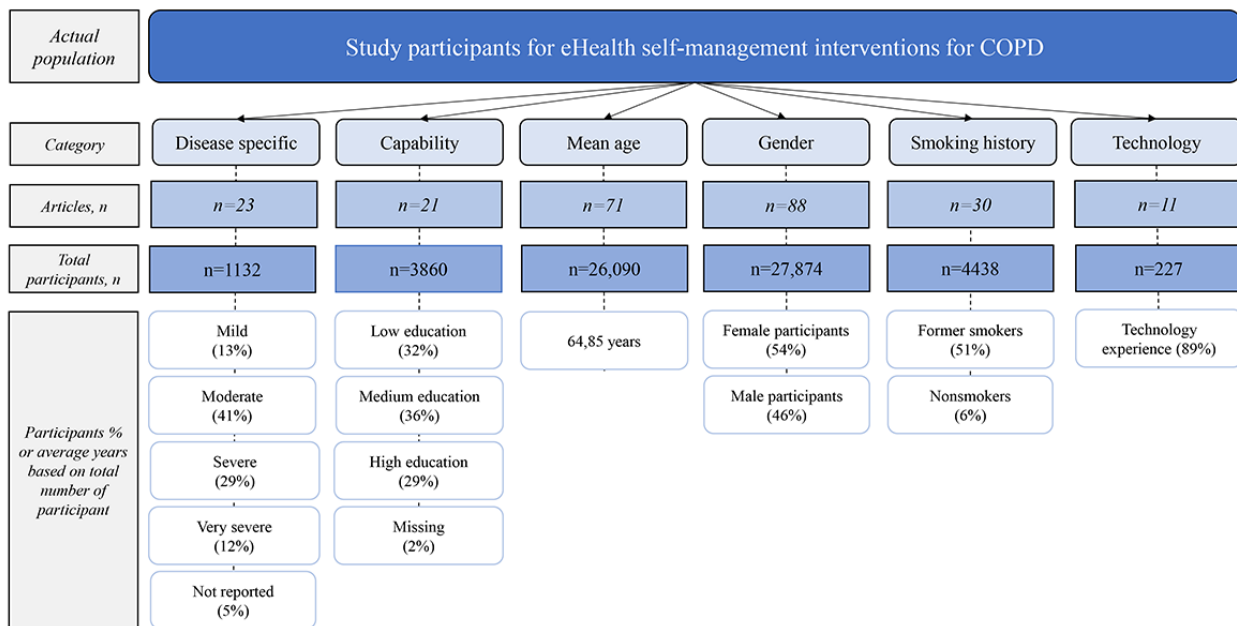 Actual
population
Study participants for eHealth self-management interventions for COPD
Category
Disease specific
Capability
Mean age
Gender
Smoking history
Technology
Articles, n
n=23
n=21
n=71
n=88
n=30
n=11
Total
participants, n
n=1132
n=3860
n=26,090
n=27,874
n=4438
n=227
Participants %
or average years
based on total
number of
participant
Mild
(13%)
Moderate
(41%)
Severe
(29%)
Very severe
(12%)
Not reported
(5%)
Low education
(32%)
Medium education
(36%)
High education
(29%)
Missing
(2%)
64,85 years
Female participants
(54%)
Male participants
(46%)
Former smokers
(51%)
Nonsmokers
(6%)
Technology
experience (89%)